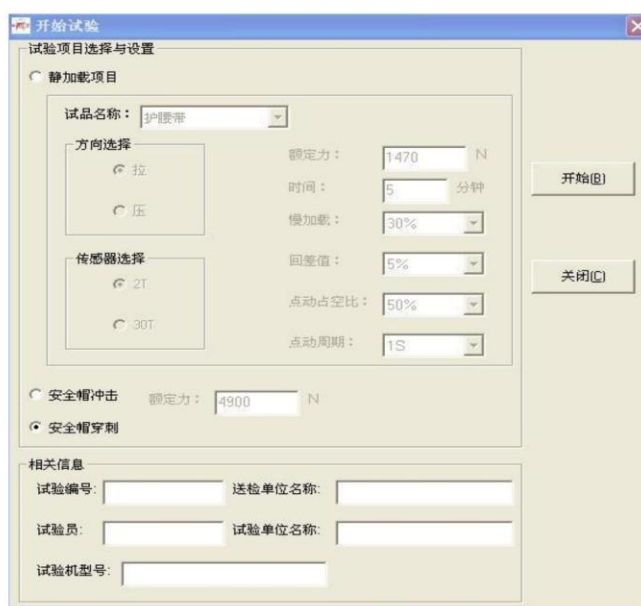 开始试验
试验项目选择与设置
静加载项目
试品名称： 护腰带
方向选择
拉
压
额定力： 1470 N
时间： 5 分钟
慢加载： 30%
传感器选择
2T
30T
回差值： 5%
点动占空比： 50%
点动周期： 1S
开始(B)
关闭(C)
安全帽冲击 额定力： 4900 N
安全帽穿刺
相关信息
试验编号: 送检单位名称:
试验员: 试验单位名称:
试验机型号: